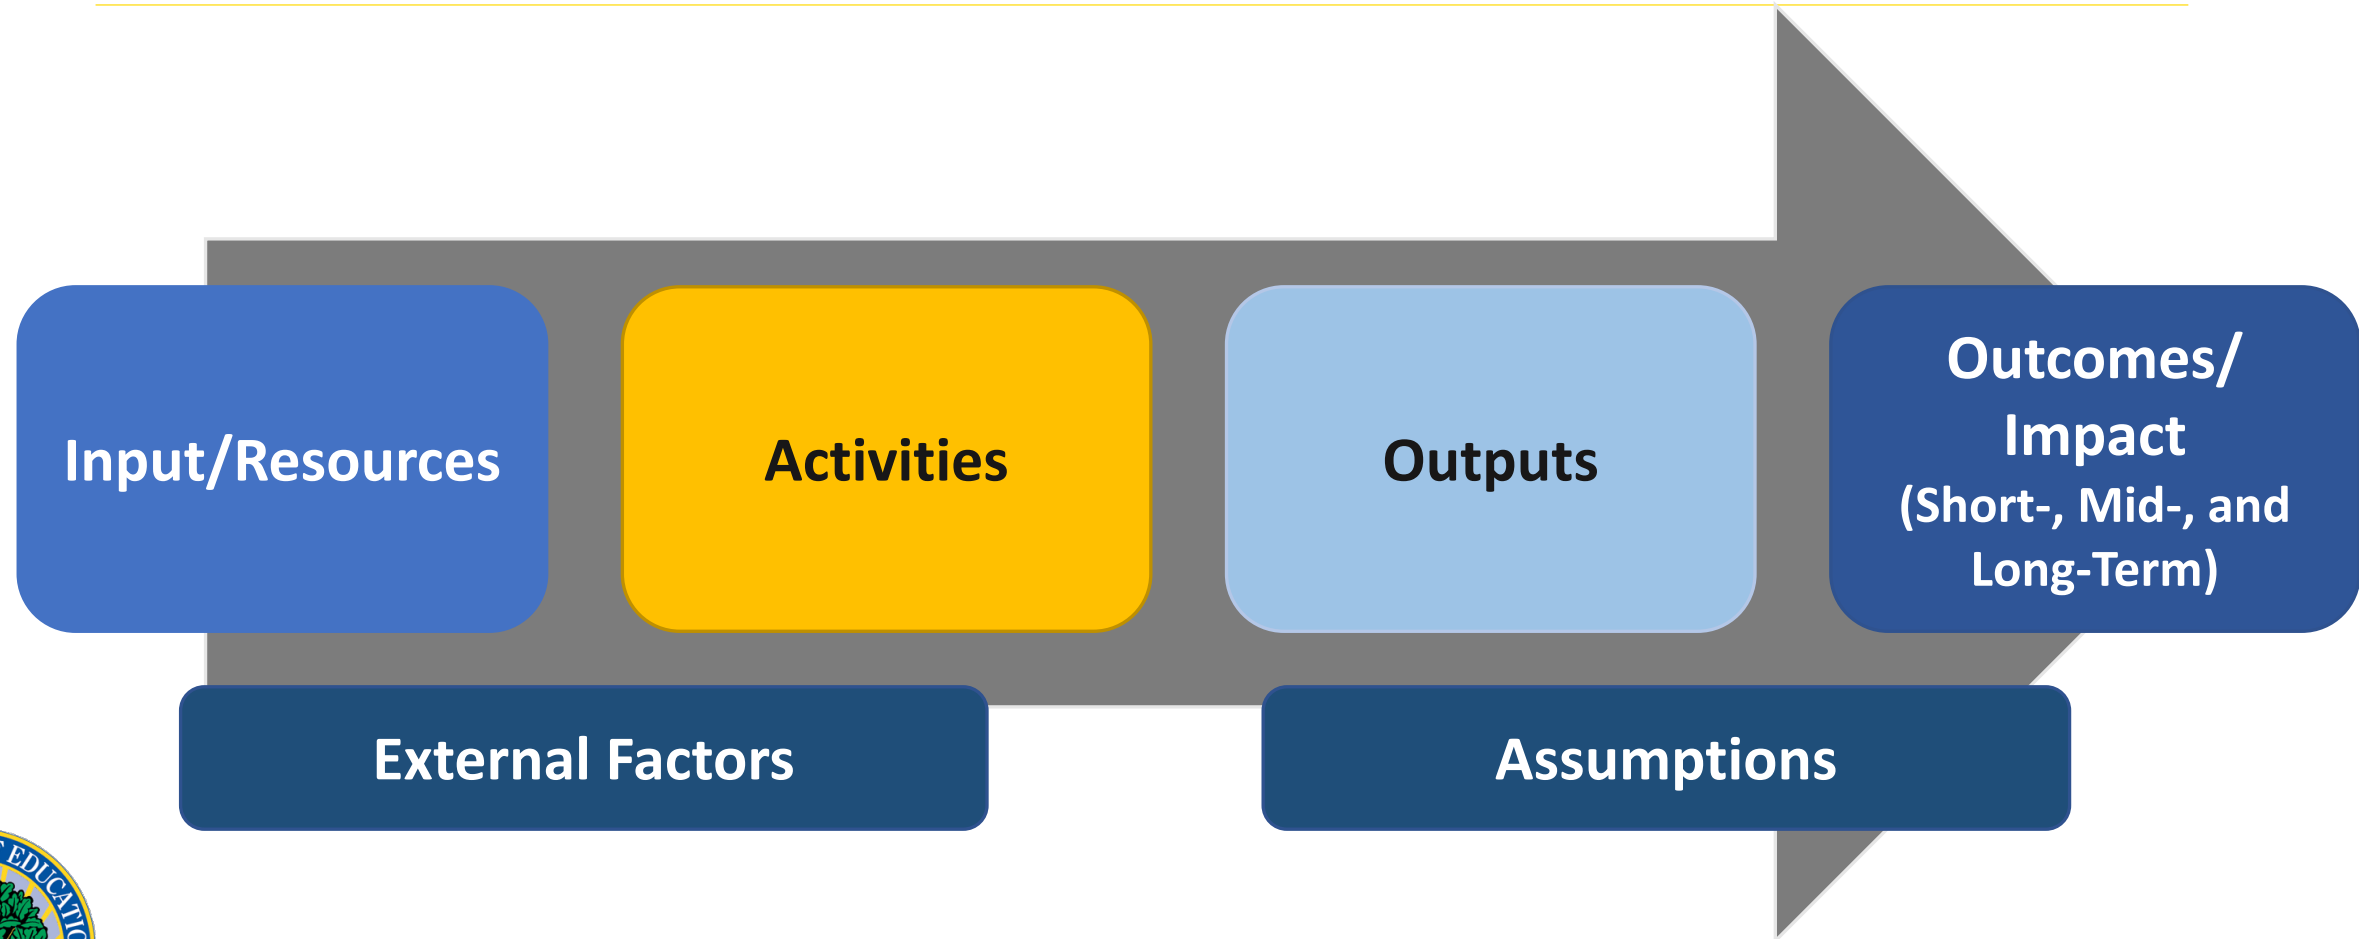 Input/Resources
Activities
Outputs
Outcomes/
Impact
(Short-, Mid-, and
Long-Term)
External Factors
Assumptions